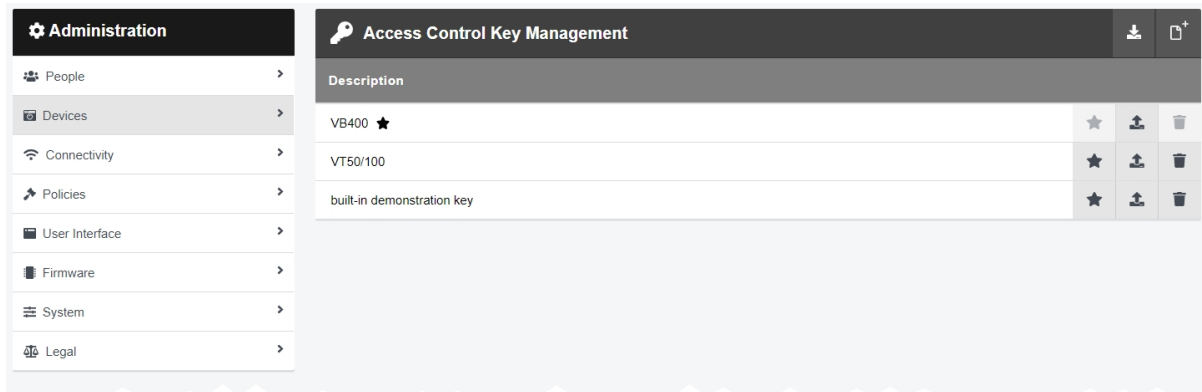 Administration
People
Devices
Connectivity
Policies
User Interface
Firmware
System
Legal
Access Control Key Management
Description
VB400
VT50/100
built-in demonstration key